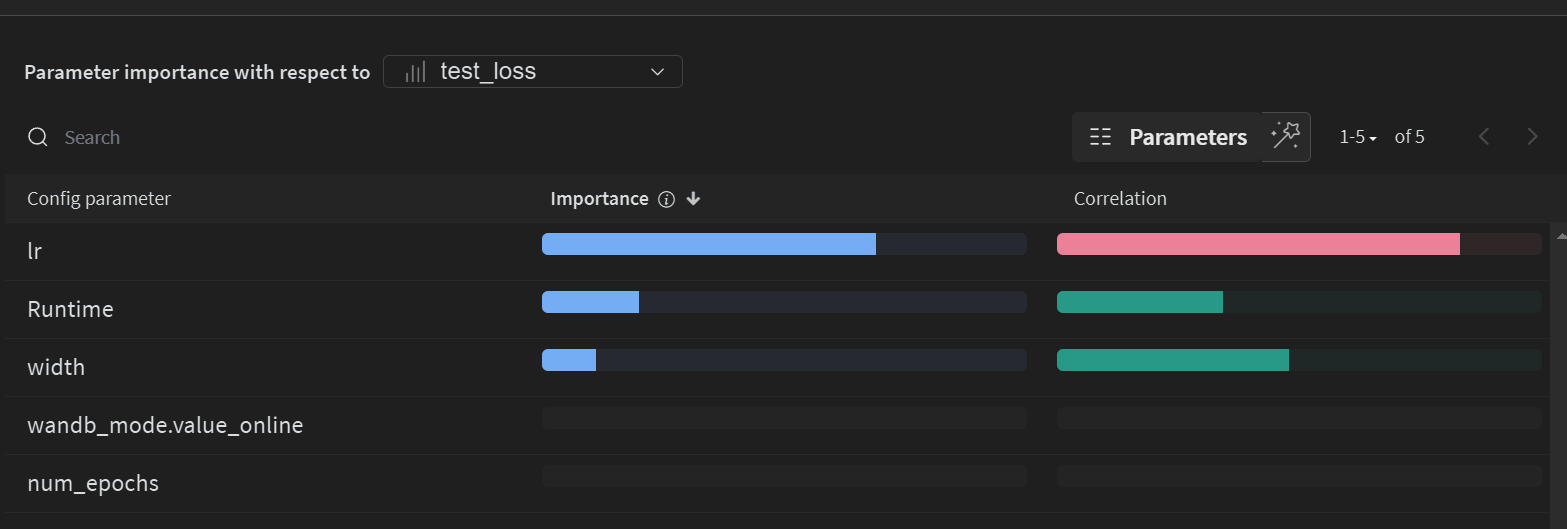 Parameter importance with respect to test_loss
Search Parameters 1-5 of 5
Config parameter Importance Correlation
lr
Runtime
width
wandb_mode.value_online
num_epochs